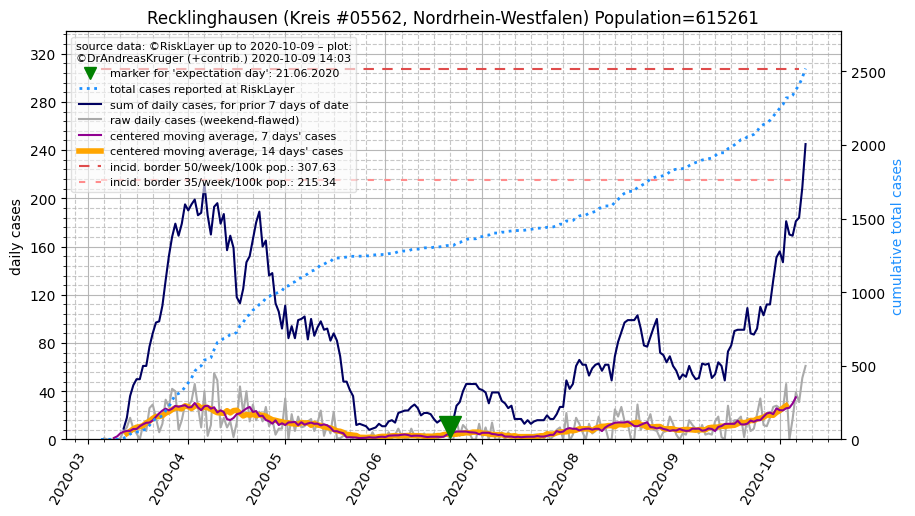 Recklinghausen (Kreis #05562, Nordrhein-Westfalen) Population=615261
source data: ©RiskLayer up to 2020-10-09 – plot:
©DrAndreasKruger (+contrib.) 2020-10-09 14:03
marker for 'expectation day': 21.06.2020
total cases reported at RiskLayer
sum of daily cases, for prior 7 days of date
raw daily cases (weekend-flawed)
centered moving average, 7 days' cases
centered moving average, 14 days' cases
incid. border 50/week/100k pop.: 307.63
incid. border 35/week/100k pop.: 215.34
daily cases
320
280
240
200
160
120
80
40
0
2500
2000
1500
1000
500
0
cumulative total cases
2020-03
2020-04
2020-05
2020-06
2020-07
2020-08
2020-09
2020-10